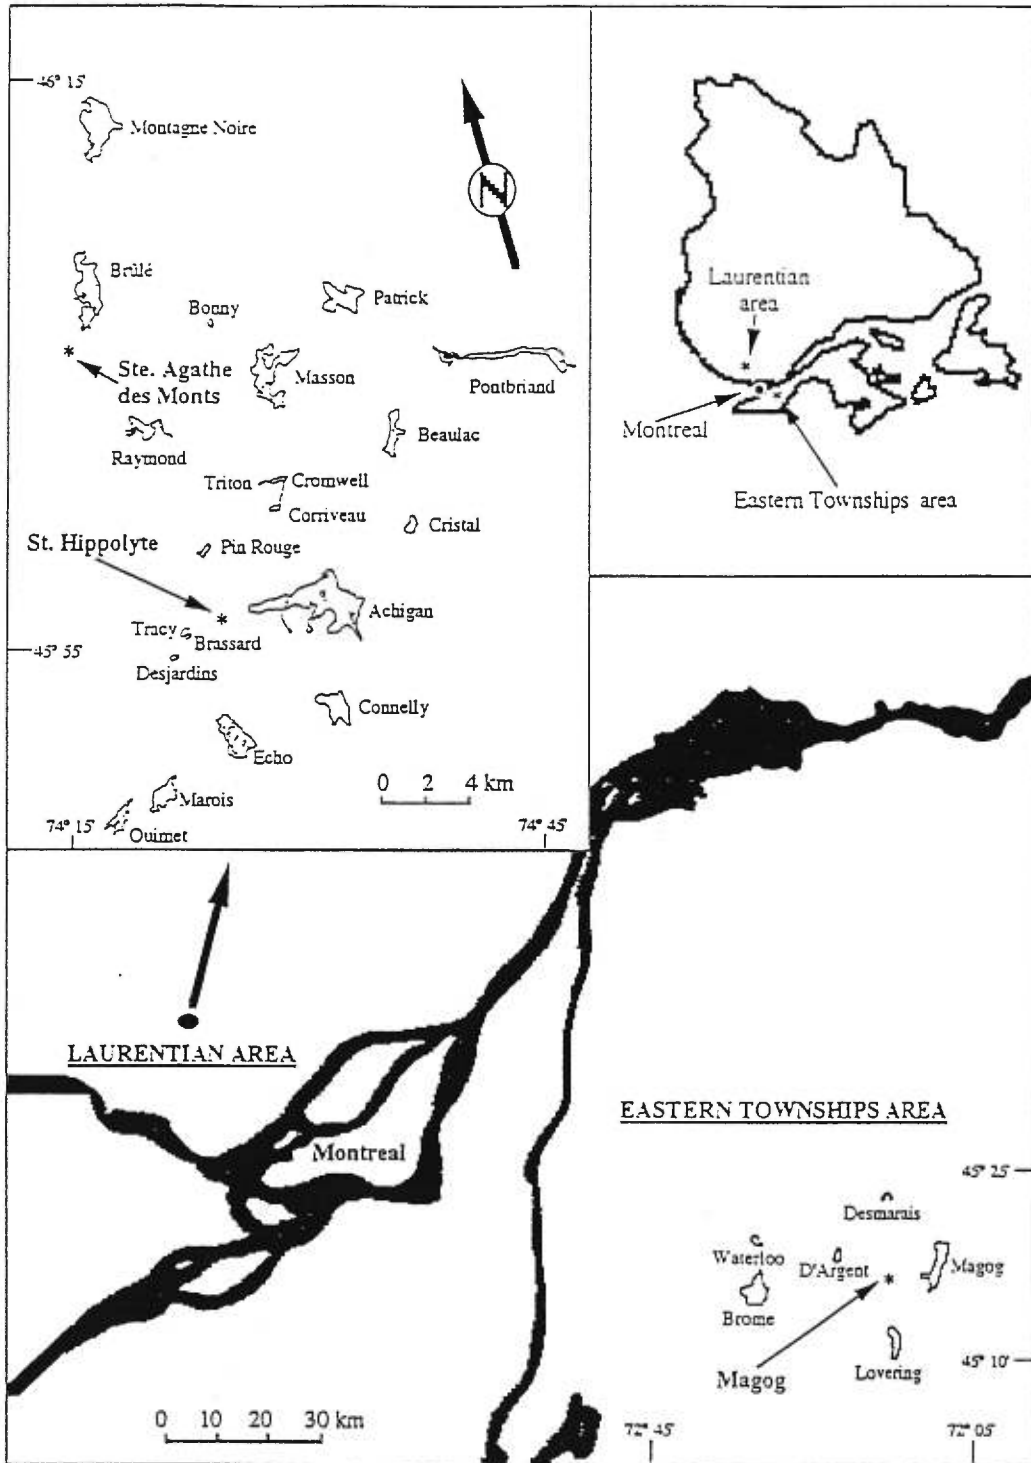 46° 15'
Montagne Noire
N
Brûlé
Bonny
Patrick
Ste. Agathe
des Monts
Masson
Pontbriand
Raymond
Beaulac
Triton
Cromwell
Corriveau
Cristal
St. Hippolyte
Pin Rouge
Achigan
Tracy
Brassard
45° 55'
Desjardins
Connelly
Echo
0 2 4 km
Marois
Ouimet
74° 15'
74° 45'
Laurentian
area
Montreal
Eastern Townships area
LAURENTIAN AREA
Montreal
EASTERN TOWNSHIPS AREA
45° 25'
Desmarais
Waterloo
D'Argent
Magog
Brome
45° 10'
Lovering
Magog
0 10 20 30 km
72° 45'
72° 05'